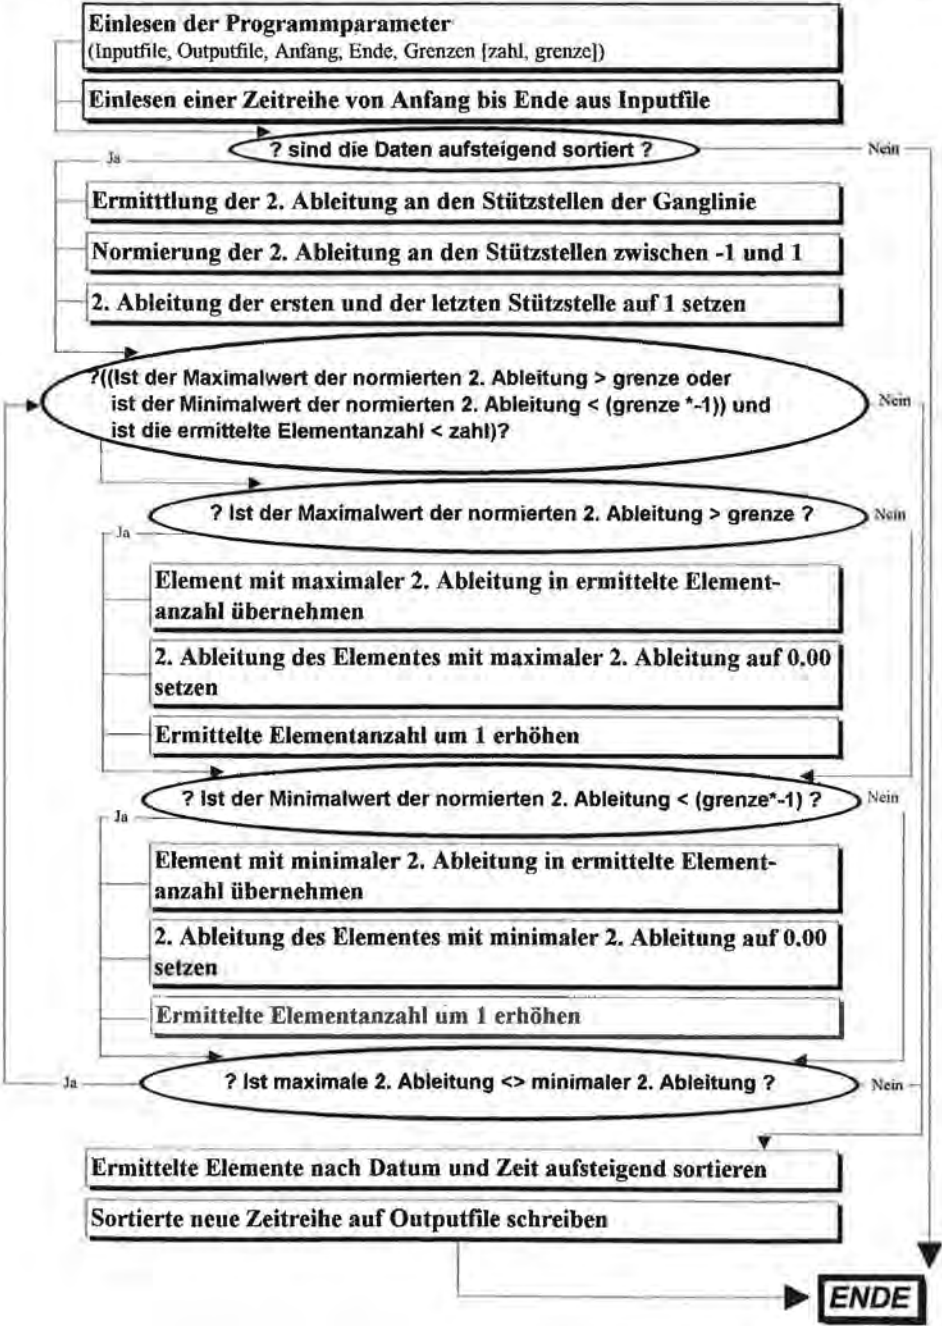 Einlesen der Programmparameter
(Inputfile, Outputfile, Anfang, Ende, Grenzen [zahl, grenze])
Einlesen einer Zeitreihe von Anfang bis Ende aus Inputfile
? sind die Daten aufsteigend sortiert ?
Nein
Ja
Ermitttlung der 2. Ableitung an den Stützstellen der Ganglinie
Normierung der 2. Ableitung an den Stützstellen zwischen -1 und 1
2. Ableitung der ersten und der letzten Stützstelle auf 1 setzen
?((Ist der Maximalwert der normierten 2. Ableitung > grenze oder
ist der Minimalwert der normierten 2. Ableitung < (grenze *-1)) und
Nein
ist die ermittelte Elementanzahl < zahl)?
? Ist der Maximalwert der normierten 2. Ableitung > grenze ?
Nein
Ja
Element mit maximaler 2. Ableitung in ermittelte Element-
anzahl übernehmen
2. Ableitung des Elementes mit maximaler 2. Ableitung auf 0.00
setzen
Ermittelte Elementanzahl um 1 erhöhen
? Ist der Minimalwert der normierten 2. Ableitung < (grenze*-1) ?
Nein
Ja
Element mit minimaler 2. Ableitung in ermittelte Element-
anzahl übernehmen
2. Ableitung des Elementes mit minimaler 2. Ableitung auf 0.00
setzen
Ermittelte Elementanzahl um 1 erhöhen
Ja
? Ist maximale 2. Ableitung <> minimaler 2. Ableitung ?
Nein
Ermittelte Elemente nach Datum und Zeit aufsteigend sortieren
Sortierte neue Zeitreihe auf Outputfile schreiben
ENDE